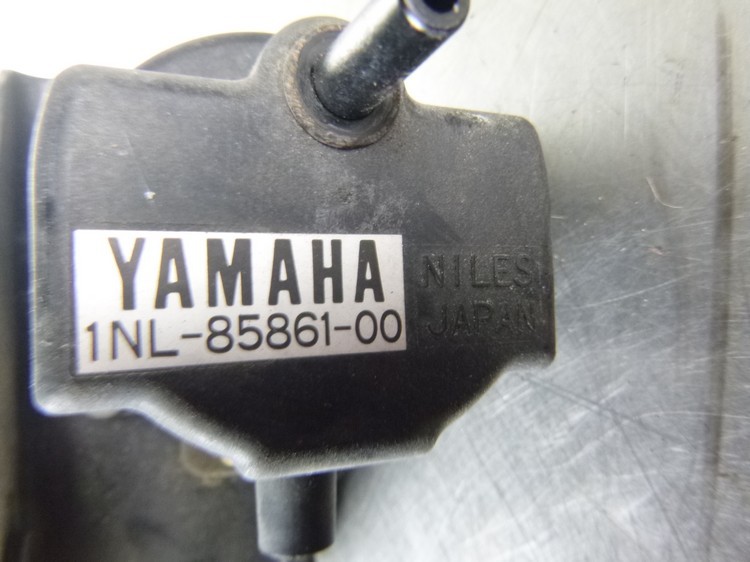 YAMAHA
1NL-85861-00
NILES
JAPAN